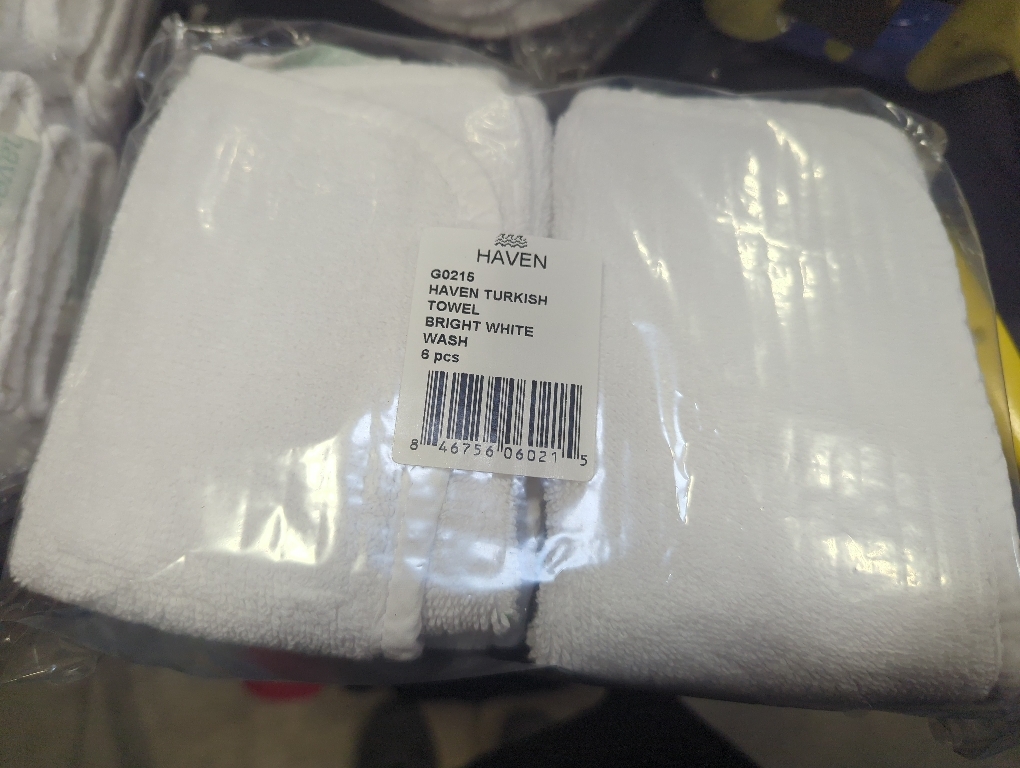 HAVEN
G0215
HAVEN TURKISH
TOWEL
BRIGHT WHITE
WASH
6 pcs
8 46756 06021 5